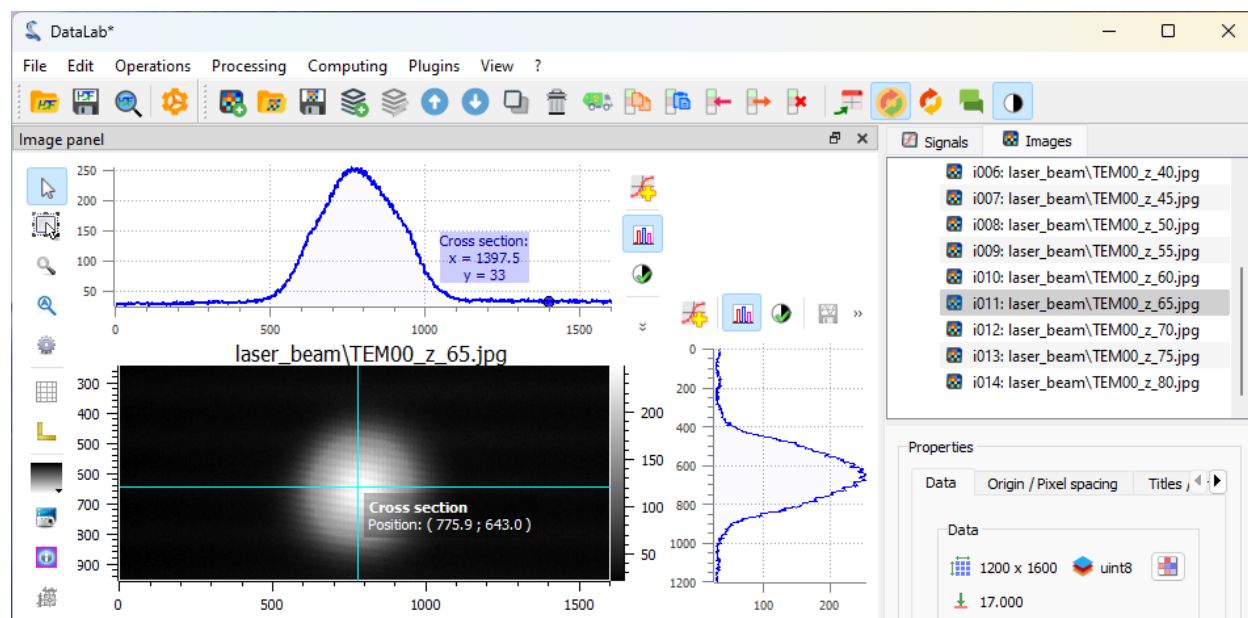 DataLab*
File Edit Operations Processing Computing Plugins View ?
Image panel
Signals Images
250
200
150
100
50
0 500 1000 1500
Cross section:
x = 1397.5
y = 33
i006: laser_beam\TEM00_z_40.jpg
i007: laser_beam\TEM00_z_45.jpg
i008: laser_beam\TEM00_z_50.jpg
i009: laser_beam\TEM00_z_55.jpg
i010: laser_beam\TEM00_z_60.jpg
i011: laser_beam\TEM00_z_65.jpg
i012: laser_beam\TEM00_z_70.jpg
i013: laser_beam\TEM00_z_75.jpg
i014: laser_beam\TEM00_z_80.jpg
laser_beam\TEM00_z_65.jpg
300
400
500
600
700
800
900
0 500 1000 1500
Cross section
Position: ( 775.9 ; 643.0 )
200
150
100
50
0
200
400
600
800
1000
1200
100 200
Properties
Data Origin / Pixel spacing Titles /
Data
1200 x 1600 uint8
17.000